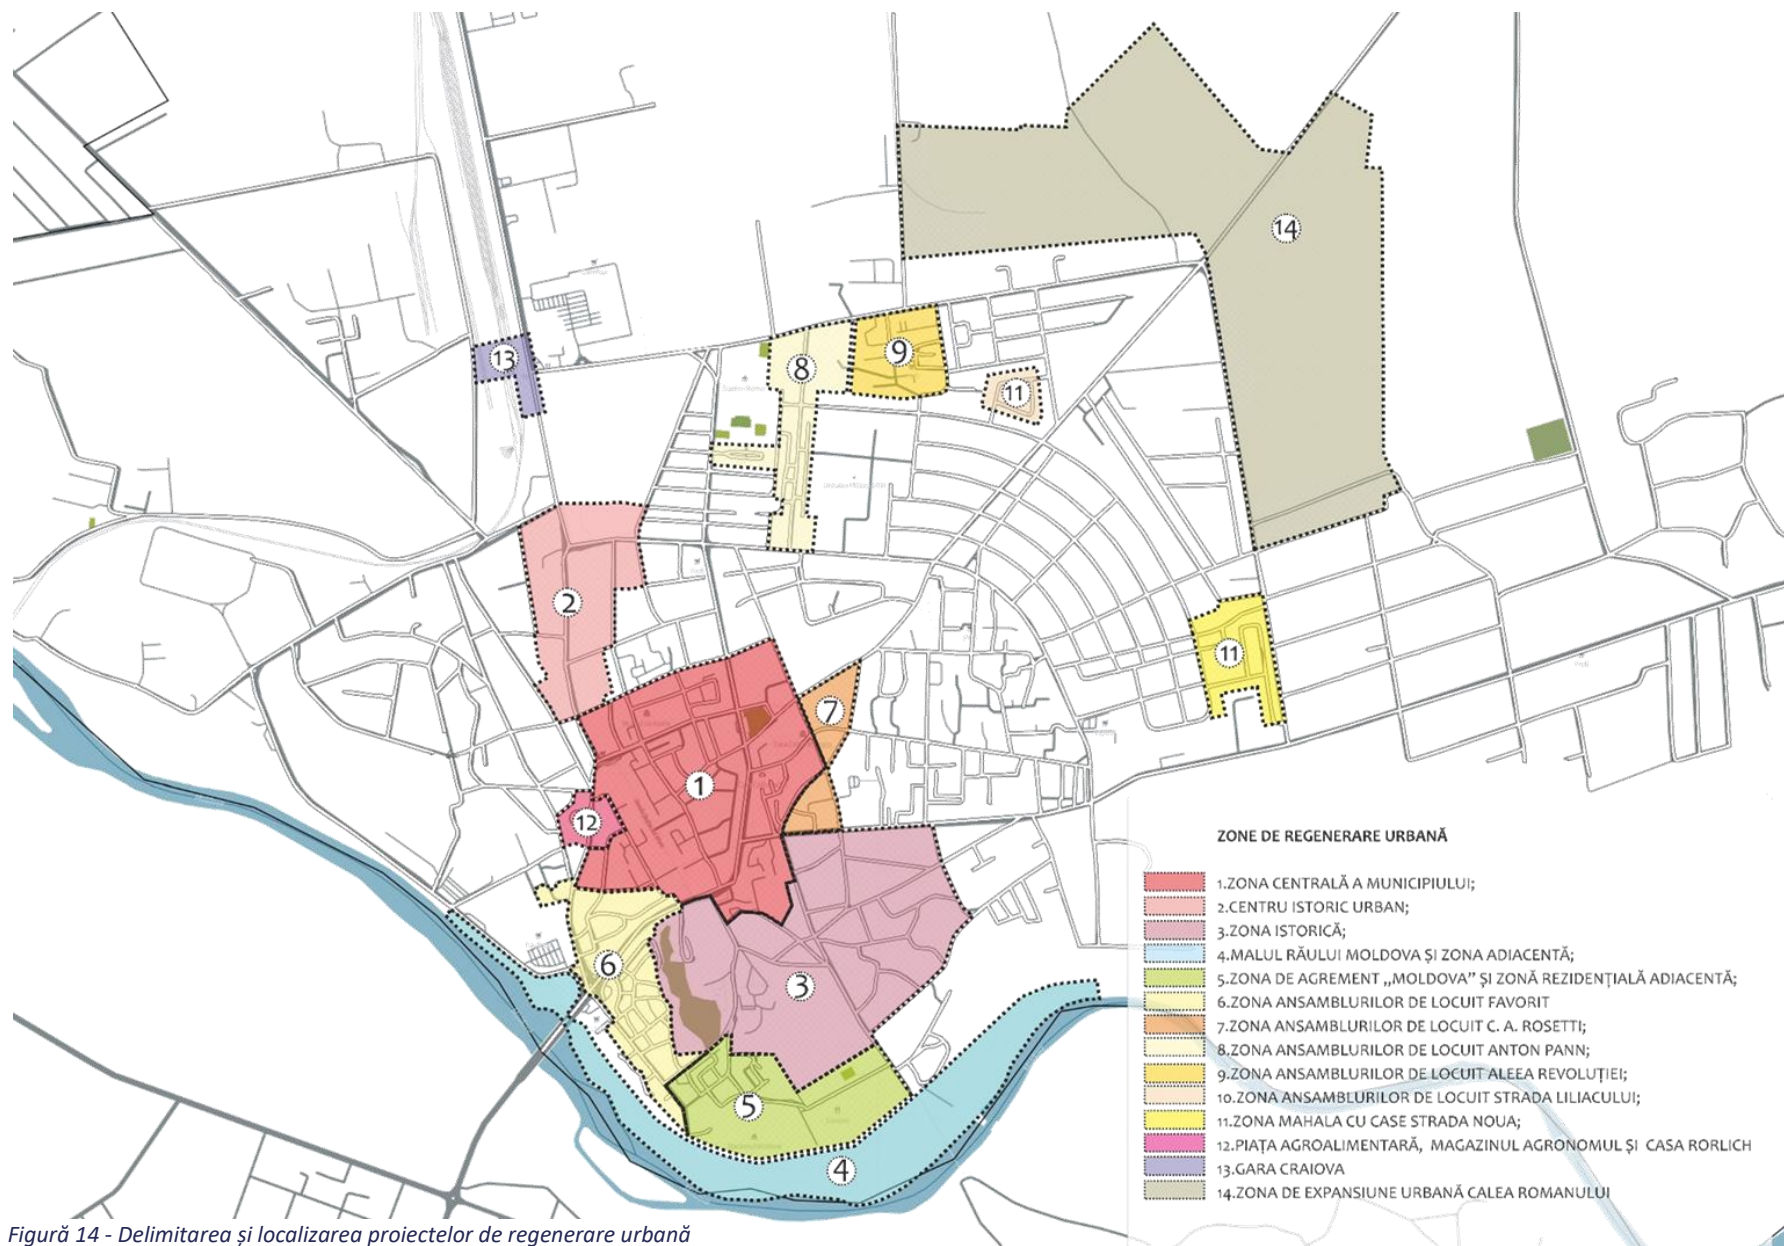 14
13
9
8
11
2
11
7
1
12
6
3
5
4
ZONE DE REGENERARE URBANĂ
1.ZONA CENTRALĂ A MUNICIPIULUI;
2.CENTRU ISTORIC URBAN;
3.ZONA ISTORICĂ;
4.MALUL RĂULUI MOLDOVA ȘI ZONA ADIACENTĂ;
5.ZONA DE AGREMENT „MOLDOVA” ȘI ZONĂ REZIDENȚIALĂ ADIACENTĂ;
6.ZONA ANSAMBLURILOR DE LOCUIT FAVORIT
7.ZONA ANSAMBLURILOR DE LOCUIT C. A. ROSETTI;
8.ZONA ANSAMBLURILOR DE LOCUIT ANTON PANN;
9.ZONA ANSAMBLURILOR DE LOCUIT ALEEA REVOLUȚIEI;
10.ZONA ANSAMBLURILOR DE LOCUIT STRADA LILIACULUI;
11.ZONA MAHALA CU CASE STRADA NOUA;
12.PIAȚA AGROALIMENTARĂ, MAGAZINUL AGRONOMUL ȘI CASA RORLICH
13.GARA CRAIOVA
14.ZONA DE EXPANSIUNE URBANĂ CALEA ROMANULUI
Figură 14 - Delimitarea și localizarea proiectelor de regenerare urbană